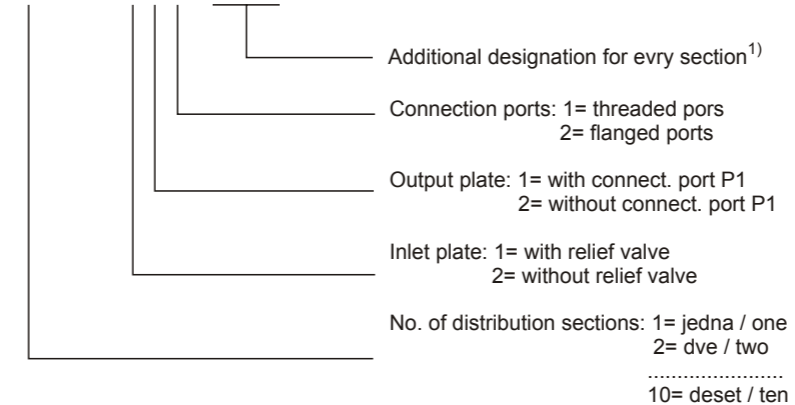 Additional designation for evry section1)
Connection ports: 1= threaded pors
2= flanged ports
Output plate: 1= with connect. port P1
2= without connect. port P1
Inlet plate: 1= with relief valve
2= without relief valve
No. of distribution sections: 1= jedna / one
2= dve / two
.......................
10= deset / ten